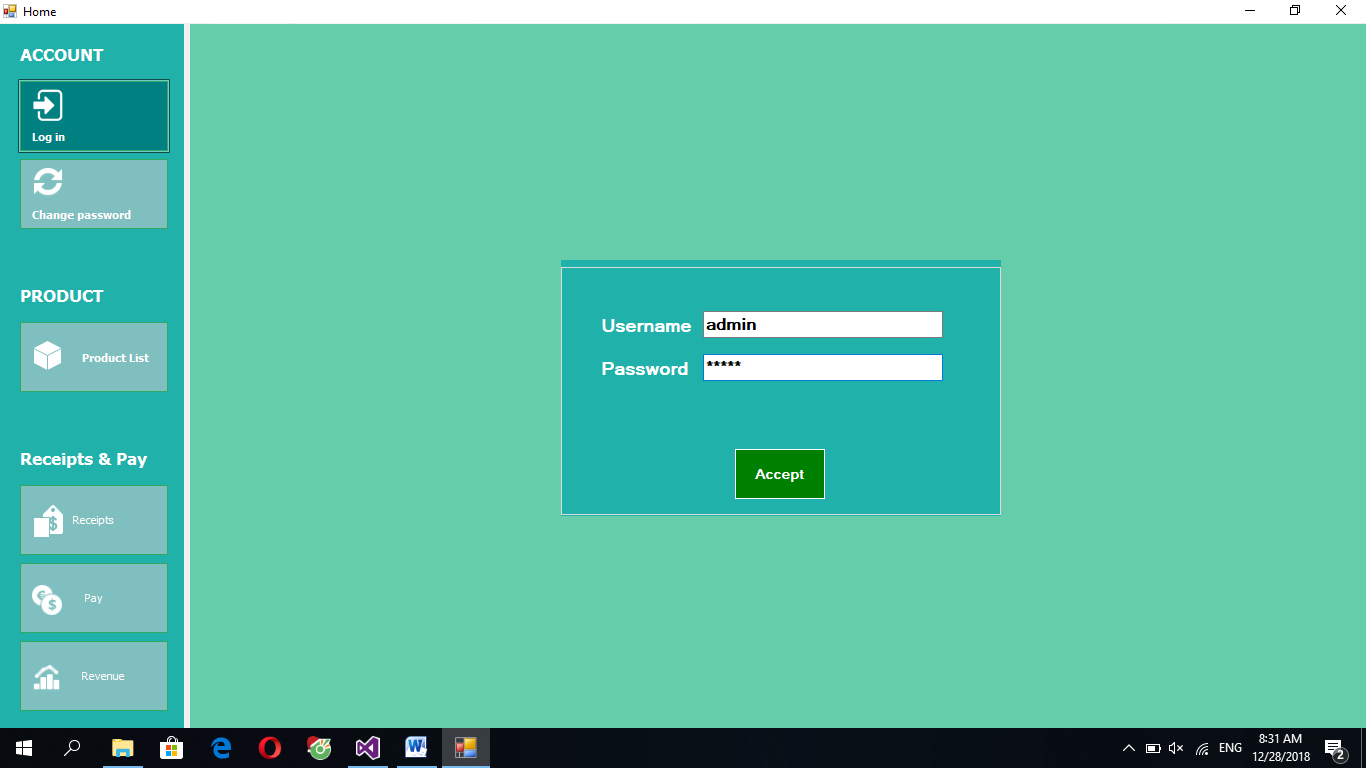 Home
ACCOUNT
Log in
Change password
PRODUCT
Product List
Receipts & Pay
Receipts
Pay
Revenue
Username admin
Password *****
Accept
ENG
8:31 AM
12/28/2018
2